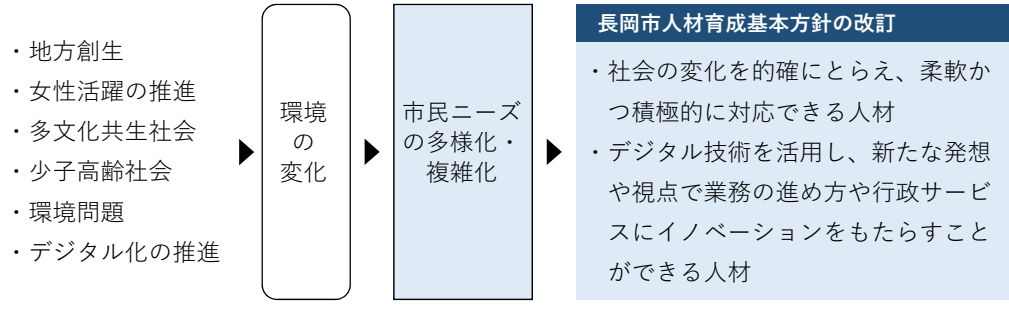 ・地方創生
・女性活躍の推進
・多文化共生社会
・少子高齢社会
・環境問題
・デジタル化の推進
環境
の
変化
市民ニーズ
の多様化・
複雑化
長岡市人材育成基本方針の改訂
・社会の変化を的確にとらえ、柔軟か
つ積極的に対応できる人材
・デジタル技術を活用し、新たな発想
や視点で業務の進め方や行政サービ
スにイノベーションをもたらすこと
ができる人材